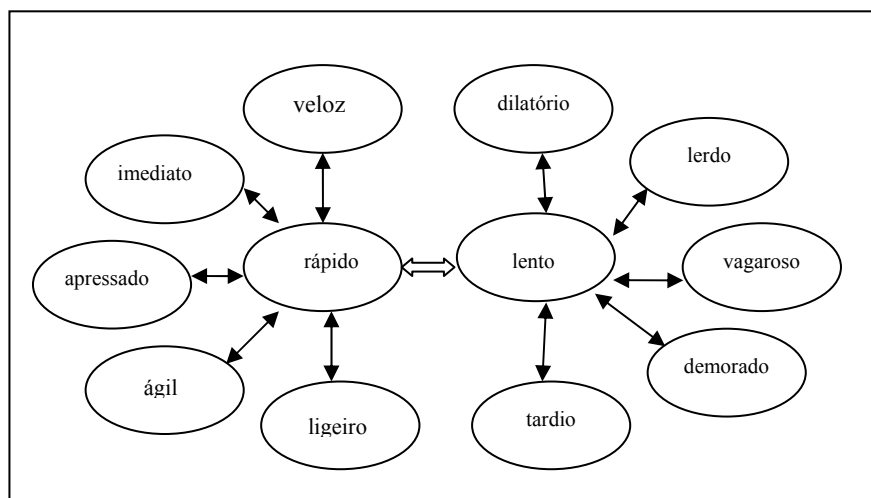 veloz
dilatório
lerdo
imediato
rápido
lento
vagaroso
apressado
demorado
ágil
ligeiro
tardio